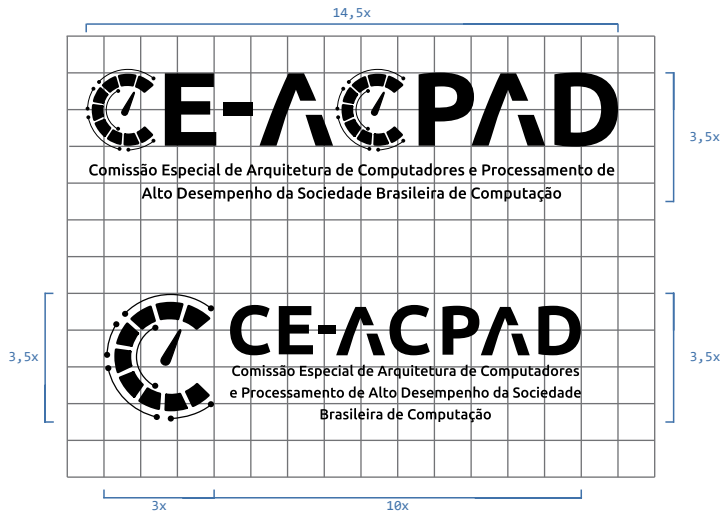 14,5x
CE-ACPAD
3,5x
Comissão Especial de Arquitetura de Computadores e Processamento de
Alto Desempenho da Sociedade Brasileira de Computação
3,5x
CE-ACPAD
3,5x
Comissão Especial de Arquitetura de Computadores
e Processamento de Alto Desempenho da Sociedade
Brasileira de Computação
3x
10x